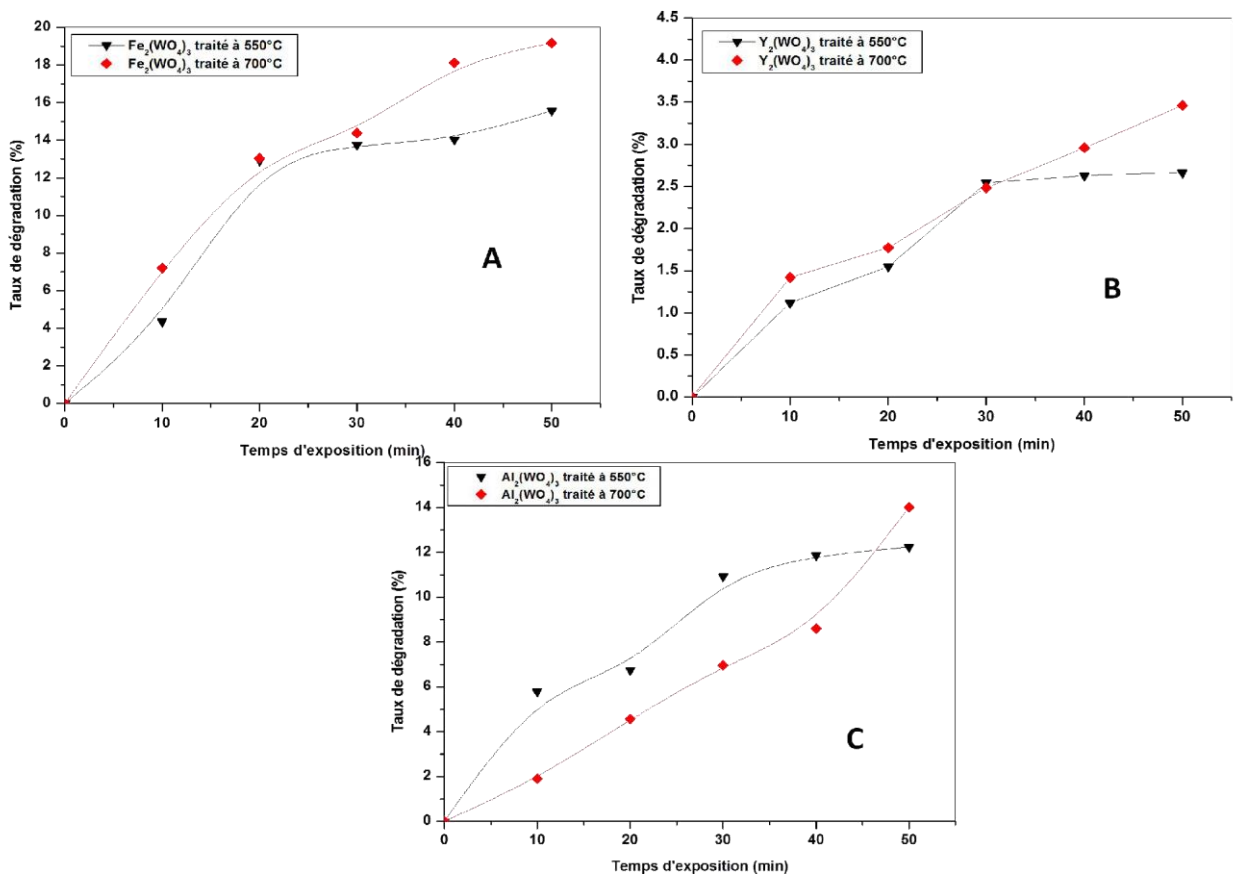 Fe₂(WO₄)₃ traité à 550°C
Fe₂(WO₄)₃ traité à 700°C
20
18
16
14
12
10
8
6
4
2
0
Taux de dégradation (%)
A
0 10 20 30 40 50
Temps d'exposition (min)
Y₂(WO₄)₃ traité à 550°C
Y₂(WO₄)₃ traité à 700°C
4.5
4.0
3.5
3.0
2.5
2.0
1.5
1.0
0.5
0.0
Taux de dégradation (%)
B
0 10 20 30 40 50
Temps d'exposition (min)
Al₂(WO₄)₃ traité à 550°C
Al₂(WO₄)₃ traité à 700°C
16
14
12
10
8
6
4
2
0
Taux de dégradation (%)
C
0 10 20 30 40 50
Temps d'exposition (min)